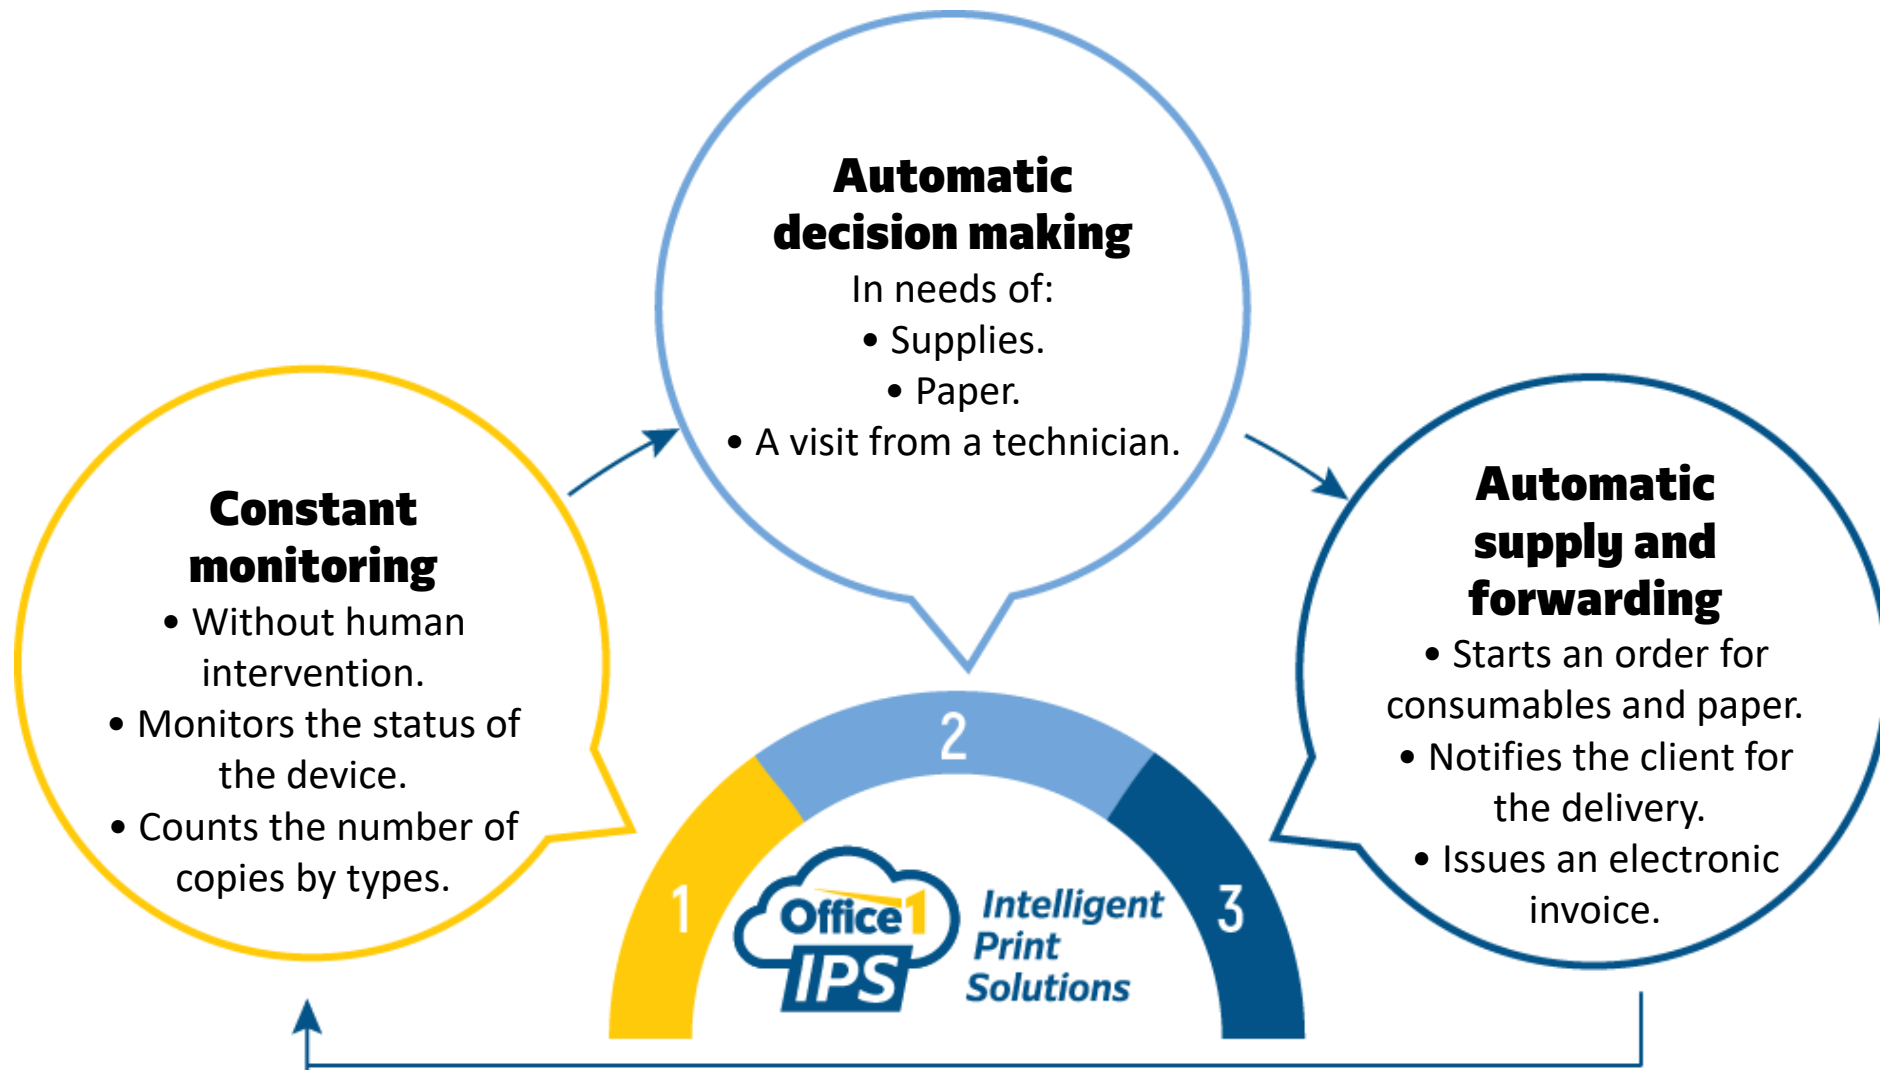 Automatic
decision making
In needs of:
• Supplies.
• Paper.
• A visit from a technician.
Constant
monitoring
• Without human
intervention.
• Monitors the status of
the device.
• Counts the number of
copies by types.
Automatic
supply and
forwarding
• Starts an order for
consumables and paper.
• Notifies the client for
the delivery.
• Issues an electronic
invoice.
1
2
3
Office1
IPS
Intelligent
Print
Solutions